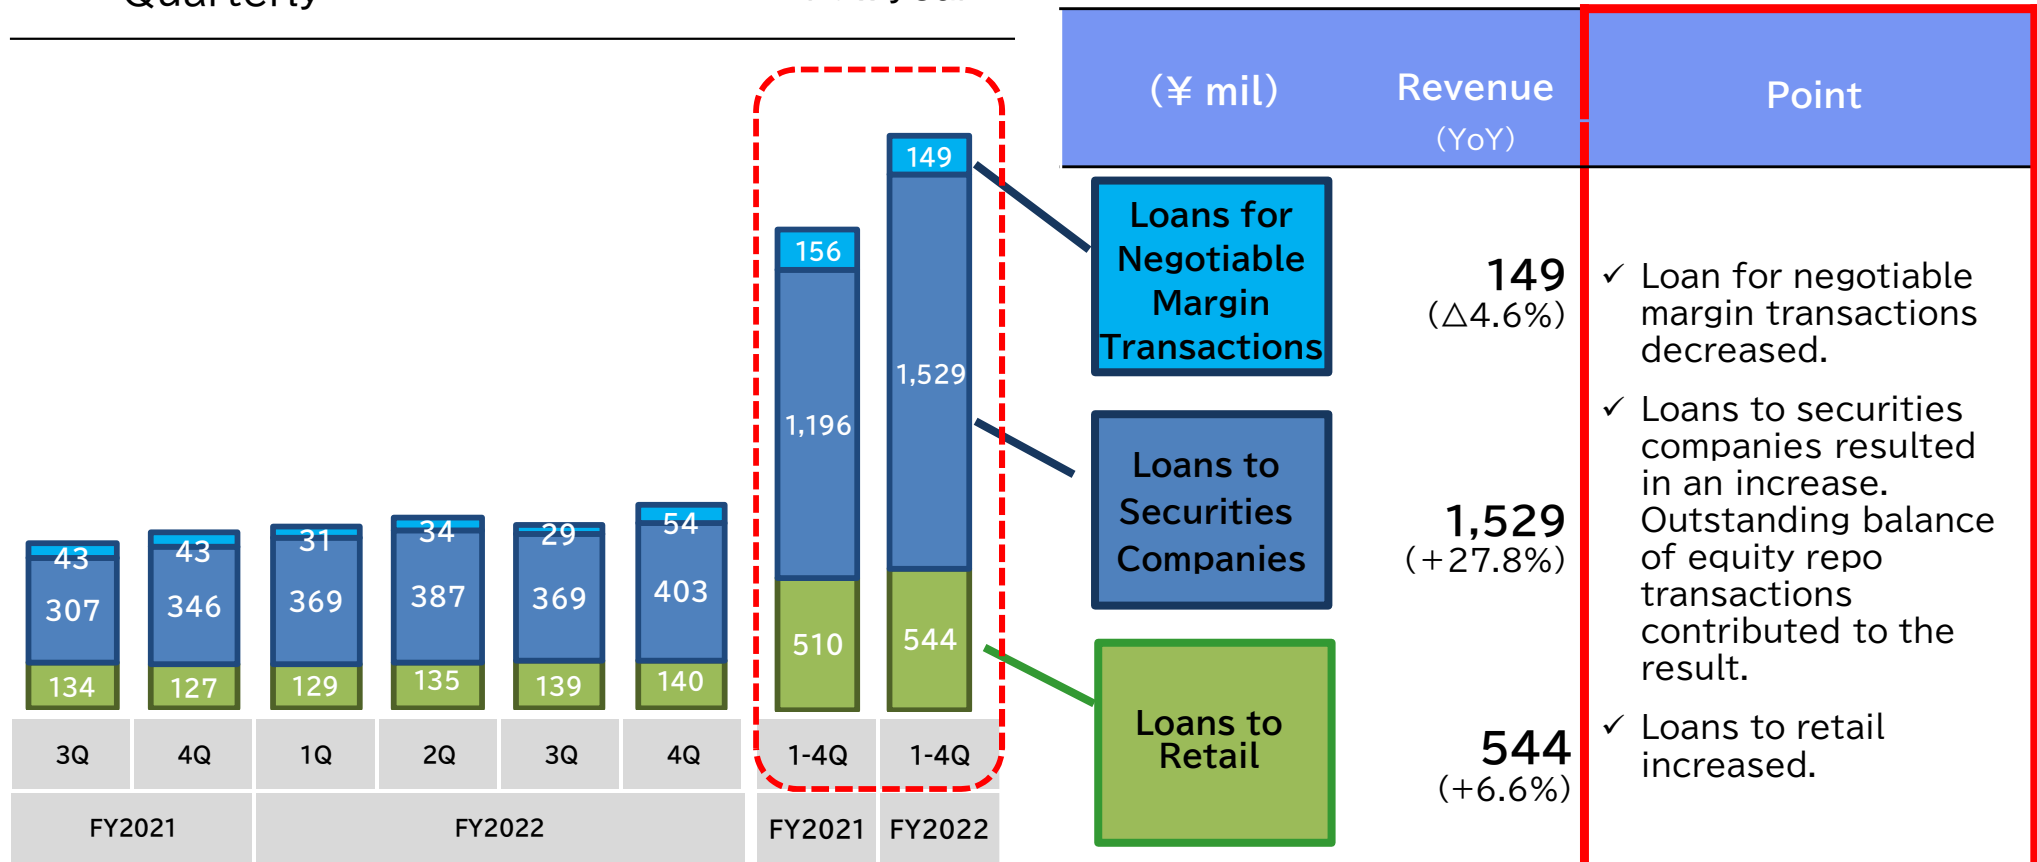 Quarterly
43
307
134
43
346
127
31
369
129
34
387
135
29
369
139
54
403
140
156
1,196
510
149
1,529
544
3Q
4Q
1Q
2Q
3Q
4Q
1-4Q
1-4Q
FY2021
FY2022
FY2021
FY2022
(¥ mil)
Revenue
(YoY)
Point
Loans for
Negotiable
Margin
Transactions
149
(△4.6%)
✓ Loan for negotiable
margin transactions
decreased.
Loans to
Securities
Companies
1,529
(+27.8%)
✓ Loans to securities
companies resulted
in an increase.
Outstanding balance
of equity repo
transactions
contributed to the
result.
Loans to
Retail
544
(+6.6%)
✓ Loans to retail
increased.